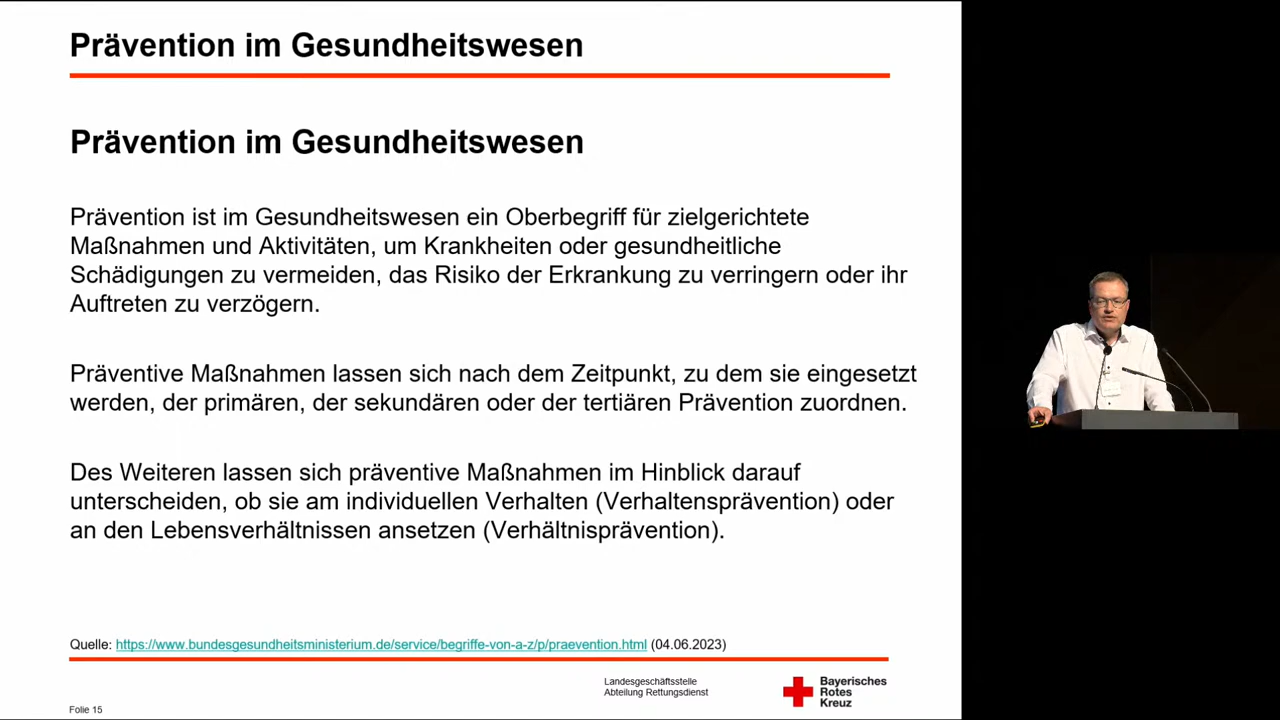 Prävention im Gesundheitswesen
Prävention im Gesundheitswesen
Prävention ist im Gesundheitswesen ein Oberbegriff für zielgerichtete
Maßnahmen und Aktivitäten, um Krankheiten oder gesundheitliche
Schädigungen zu vermeiden, das Risiko der Erkrankung zu verringern oder ihr
Auftreten zu verzögern.
Präventive Maßnahmen lassen sich nach dem Zeitpunkt, zu dem sie eingesetzt
werden, der primären, der sekundären oder der tertiären Prävention zuordnen.
Des Weiteren lassen sich präventive Maßnahmen im Hinblick darauf
unterscheiden, ob sie am individuellen Verhalten (Verhaltensprävention) oder
an den Lebensverhältnissen ansetzen (Verhältnisprävention).
Quelle: https://www.bundesgesundheitsministerium.de/service/begriffe-von-a-z/p/praevention.html (04.06.2023)
Landesgeschäftsstelle
Abteilung Rettungsdienst
Bayerisches
Rotes
Kreuz
Folie 15